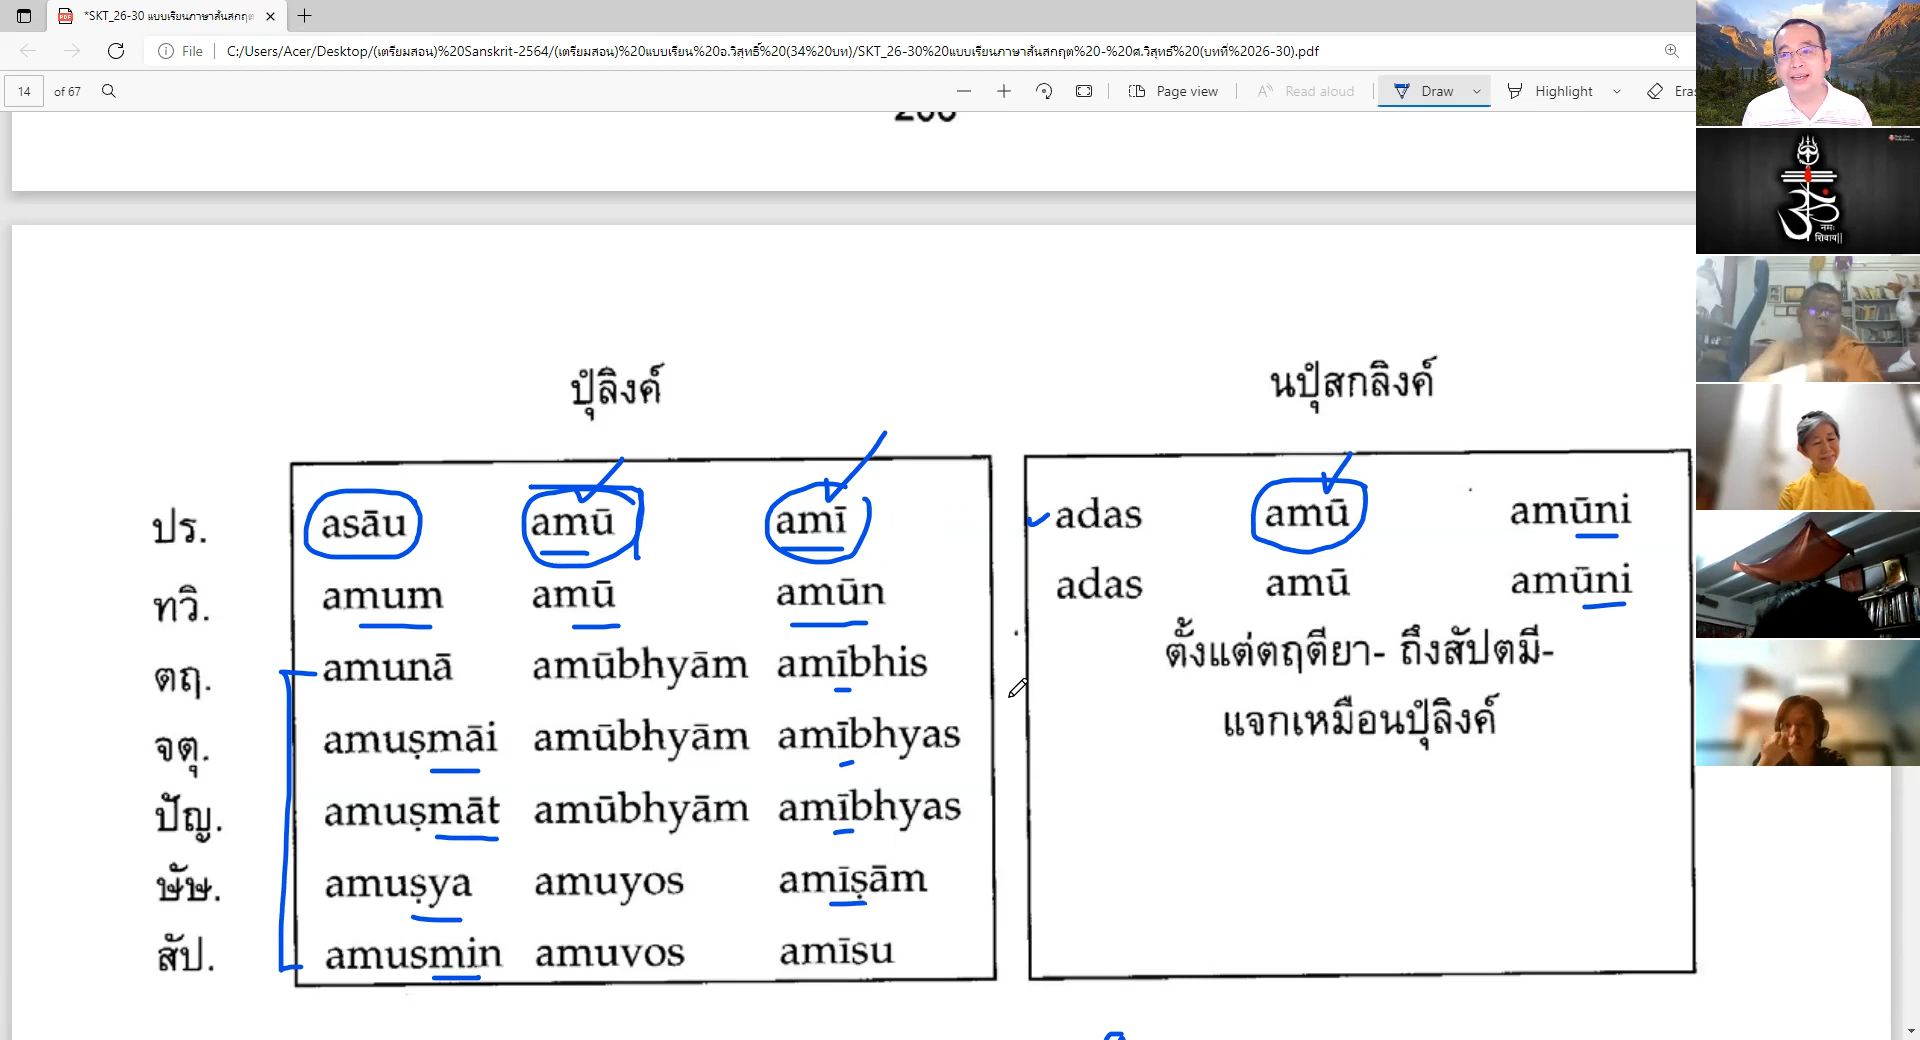 *SKT_26-30 แบบเรียนภาษาสันสกฤต
File C:/Users/Acer/Desktop/(เตรียมสอน)%20Sanskrit-2564/(เตรียมสอน)%20แบบเรียน%20อ.วิสุทธิ์%20(34%20บท)/SKT_26-30%20แบบเรียนภาษาสันสกฤต%20-%20ศ.วิสุทธ์%20(บทที่%2026-30).pdf
14 of 67 Page view Read aloud Draw Highlight Eras
ปุํลิงค์ นปุํสกลิงค์
ปร. asāu amū amī adas amū amūni
ทวิ. amum amū amūn adas amū amūni
ตฤ. amunā amūbhyām amībhis ตั้งแต่ตฤตียา- ถึงสัปตมี-
จตุ. amuṣmāi amūbhyām amībhyas แจกเหมือนปุํลิงค์
ปัญ. amuṣmāt amūbhyām amībhyas
ษัษ. amuṣya amuyos amīṣām
สัป. amusmin amuvos amīsu
नमः
शिवाय||